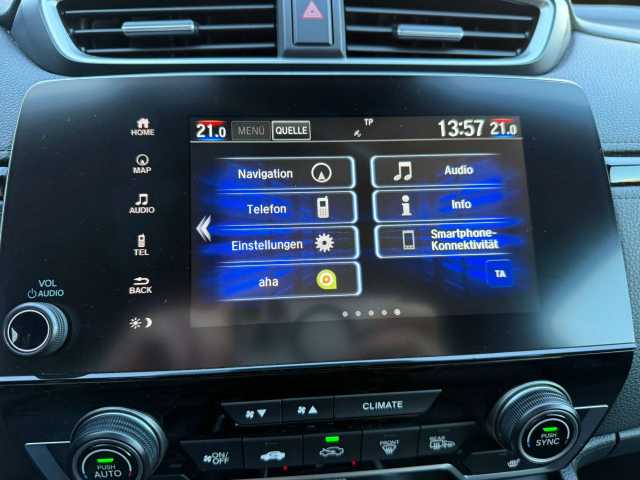 HOME
MAP
AUDIO
TEL
BACK
VOL
AUDIO
21.0 MENÜ QUELLE TP 13:57 21.0
Navigation
Audio
Telefon
Info
Einstellungen
Smartphone-
Konnektivität
aha
TA
CLIMATE
ON/
OFF
FRONT
REAR
PUSH
AUTO
PUSH
SYNC